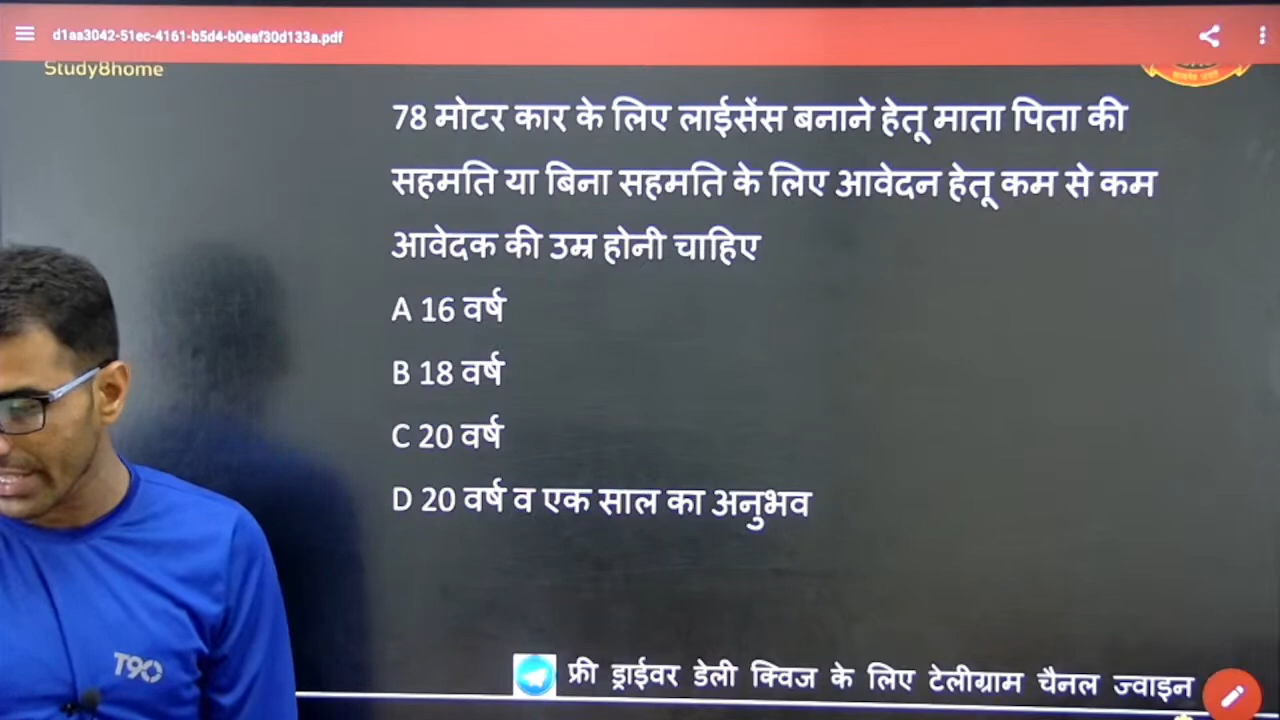 d1aa3042-51ec-4161-b5d4-b0eaf30d133a.pdf
Study8home
78 मोटर कार के लिए लाईसेंस बनाने हेतू माता पिता की
सहमति या बिना सहमति के लिए आवेदन हेतू कम से कम
आवेदक की उम्र होनी चाहिए
A 16 वर्ष
B 18 वर्ष
C 20 वर्ष
D 20 वर्ष व एक साल का अनुभव
T90
फ्री ड्राईवर डेली क्विज के लिए टेलीग्राम चैनल ज्वाइन